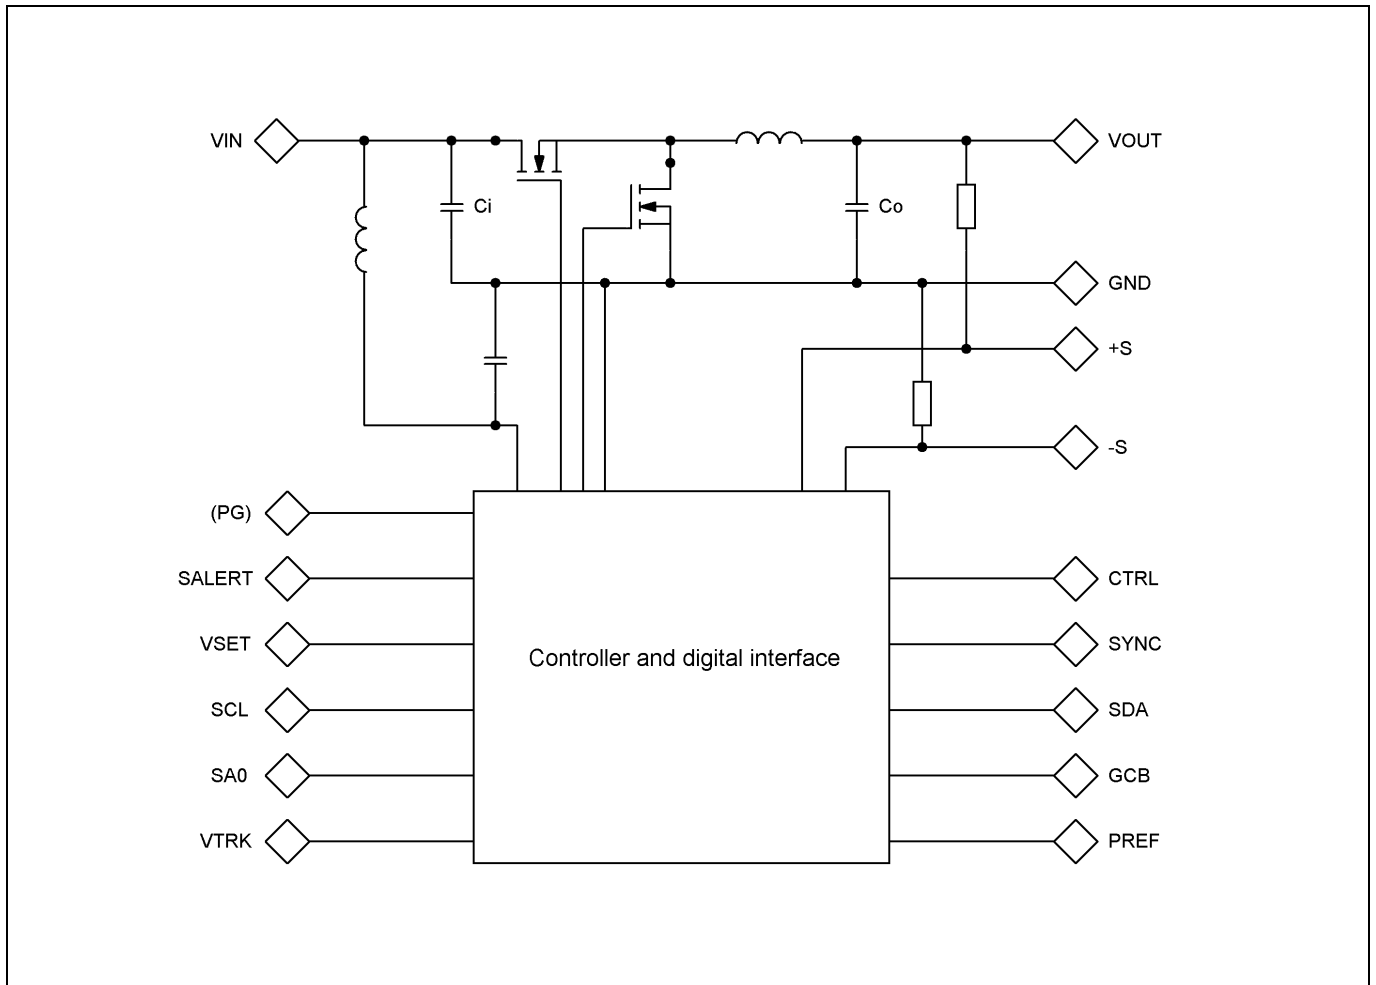 VIN
VOUT
Ci
Co
GND
+S
-S
(PG)
SALERT
CTRL
VSET
SYNC
Controller and digital interface
SCL
SDA
SA0
GCB
VTRK
PREF